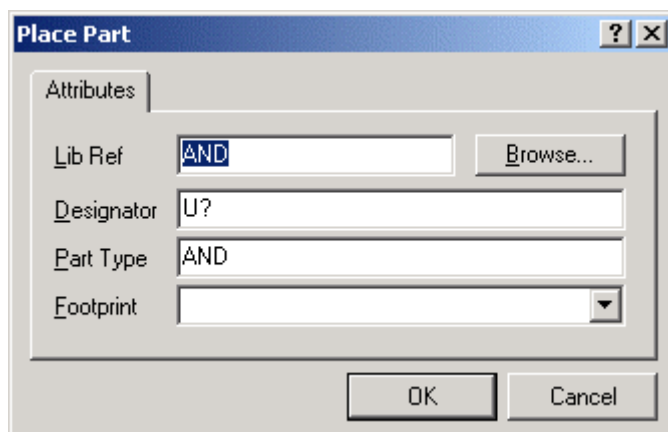 Place Part
Attributes
Lib Ref AND Browse...
Designator U?
Part Type AND
Footprint
OK Cancel